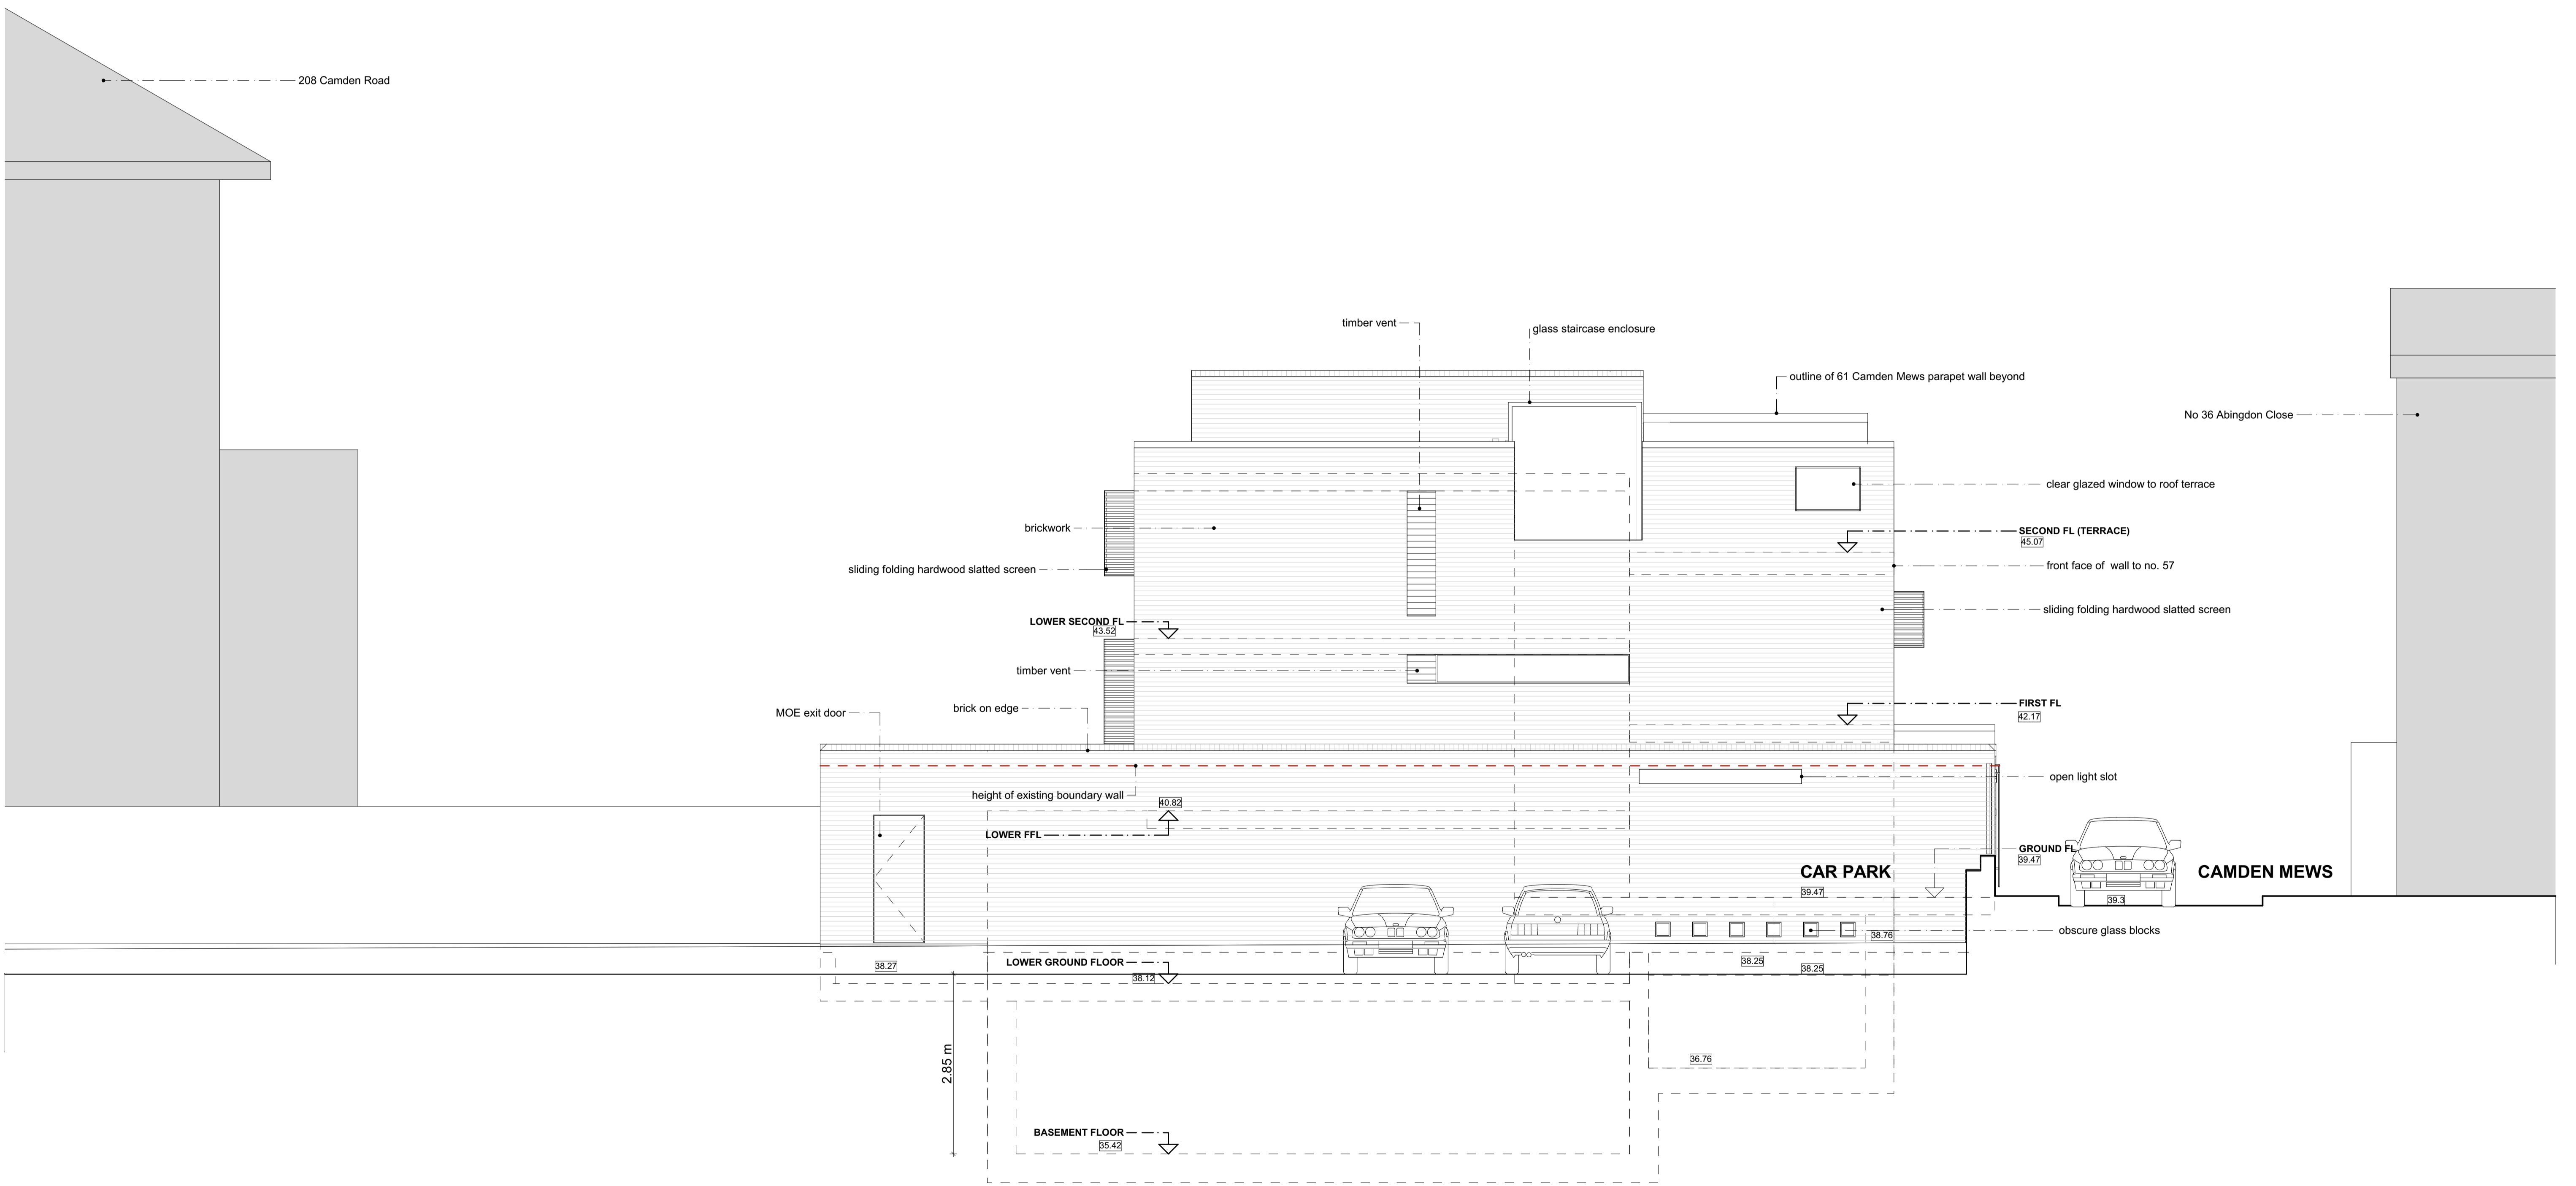 208 Camden Road
timber vent
glass staircase enclosure
outline of 61 Camden Mews parapet wall beyond
No 36 Abingdon Close
clear glazed window to roof terrace
brickwork
SECOND FL (TERRACE)
45.07
front face of wall to no. 57
sliding folding hardwood slatted screen
sliding folding hardwood slatted screen
LOWER SECOND FL
43.52
timber vent
FIRST FL
42.17
brick on edge
MOE exit door
open light slot
height of existing boundary wall
40.82
LOWER FFL
GROUND FL
39.47
CAR PARK
CAMDEN MEWS
39.47
39.3
obscure glass blocks
38.76
LOWER GROUND FLOOR
38.27
38.25
38.25
38.12
2.85 m
36.76
BASEMENT FLOOR
35.42